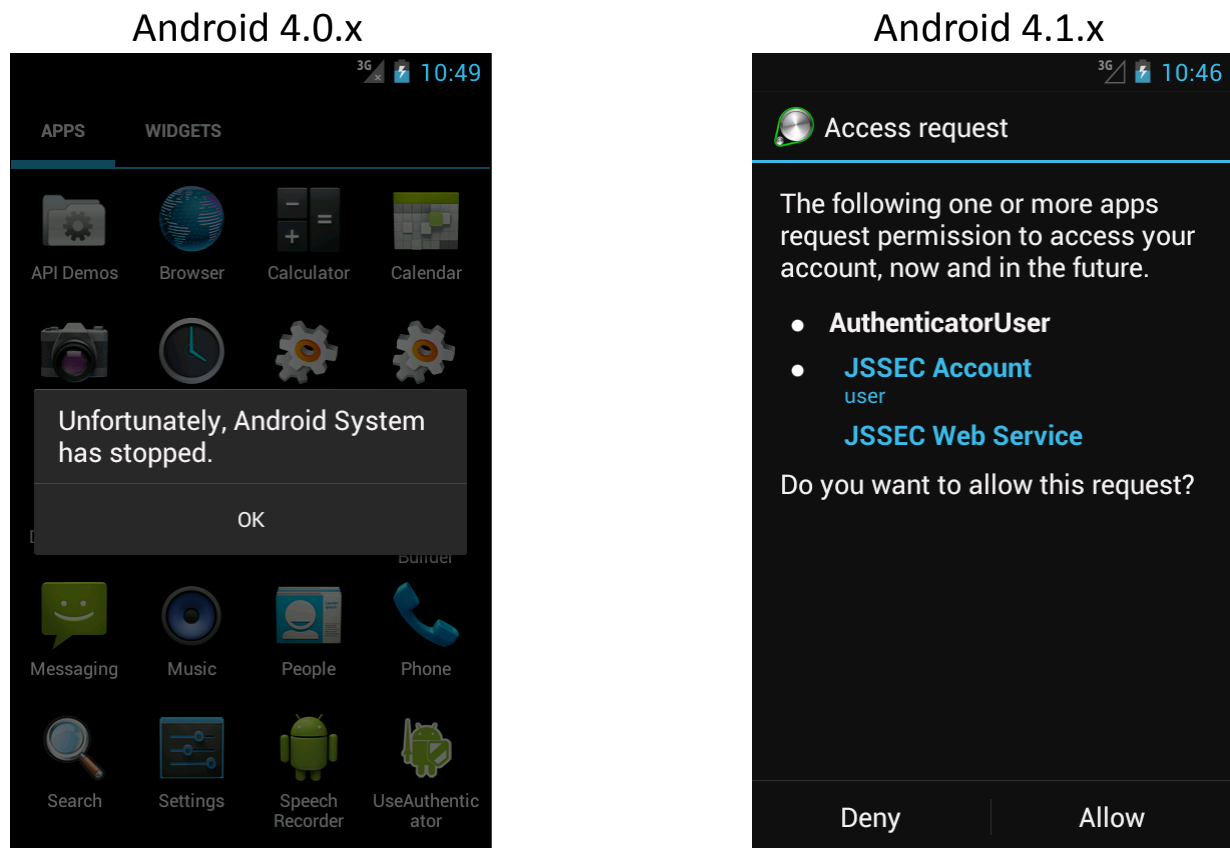 Android 4.0.x
3G
10:49
APPS
WIDGETS
API Demos
Browser
Calculator
Calendar
Unfortunately, Android System
has stopped.
OK
D
Builder
Messaging
Music
People
Phone
Search
Settings
Speech
Recorder
UseAuthentic
ator
Android 4.1.x
3G
10:46
Access request
The following one or more apps
request permission to access your
account, now and in the future.
● AuthenticatorUser
● JSSEC Account
user
JSSEC Web Service
Do you want to allow this request?
Deny
Allow